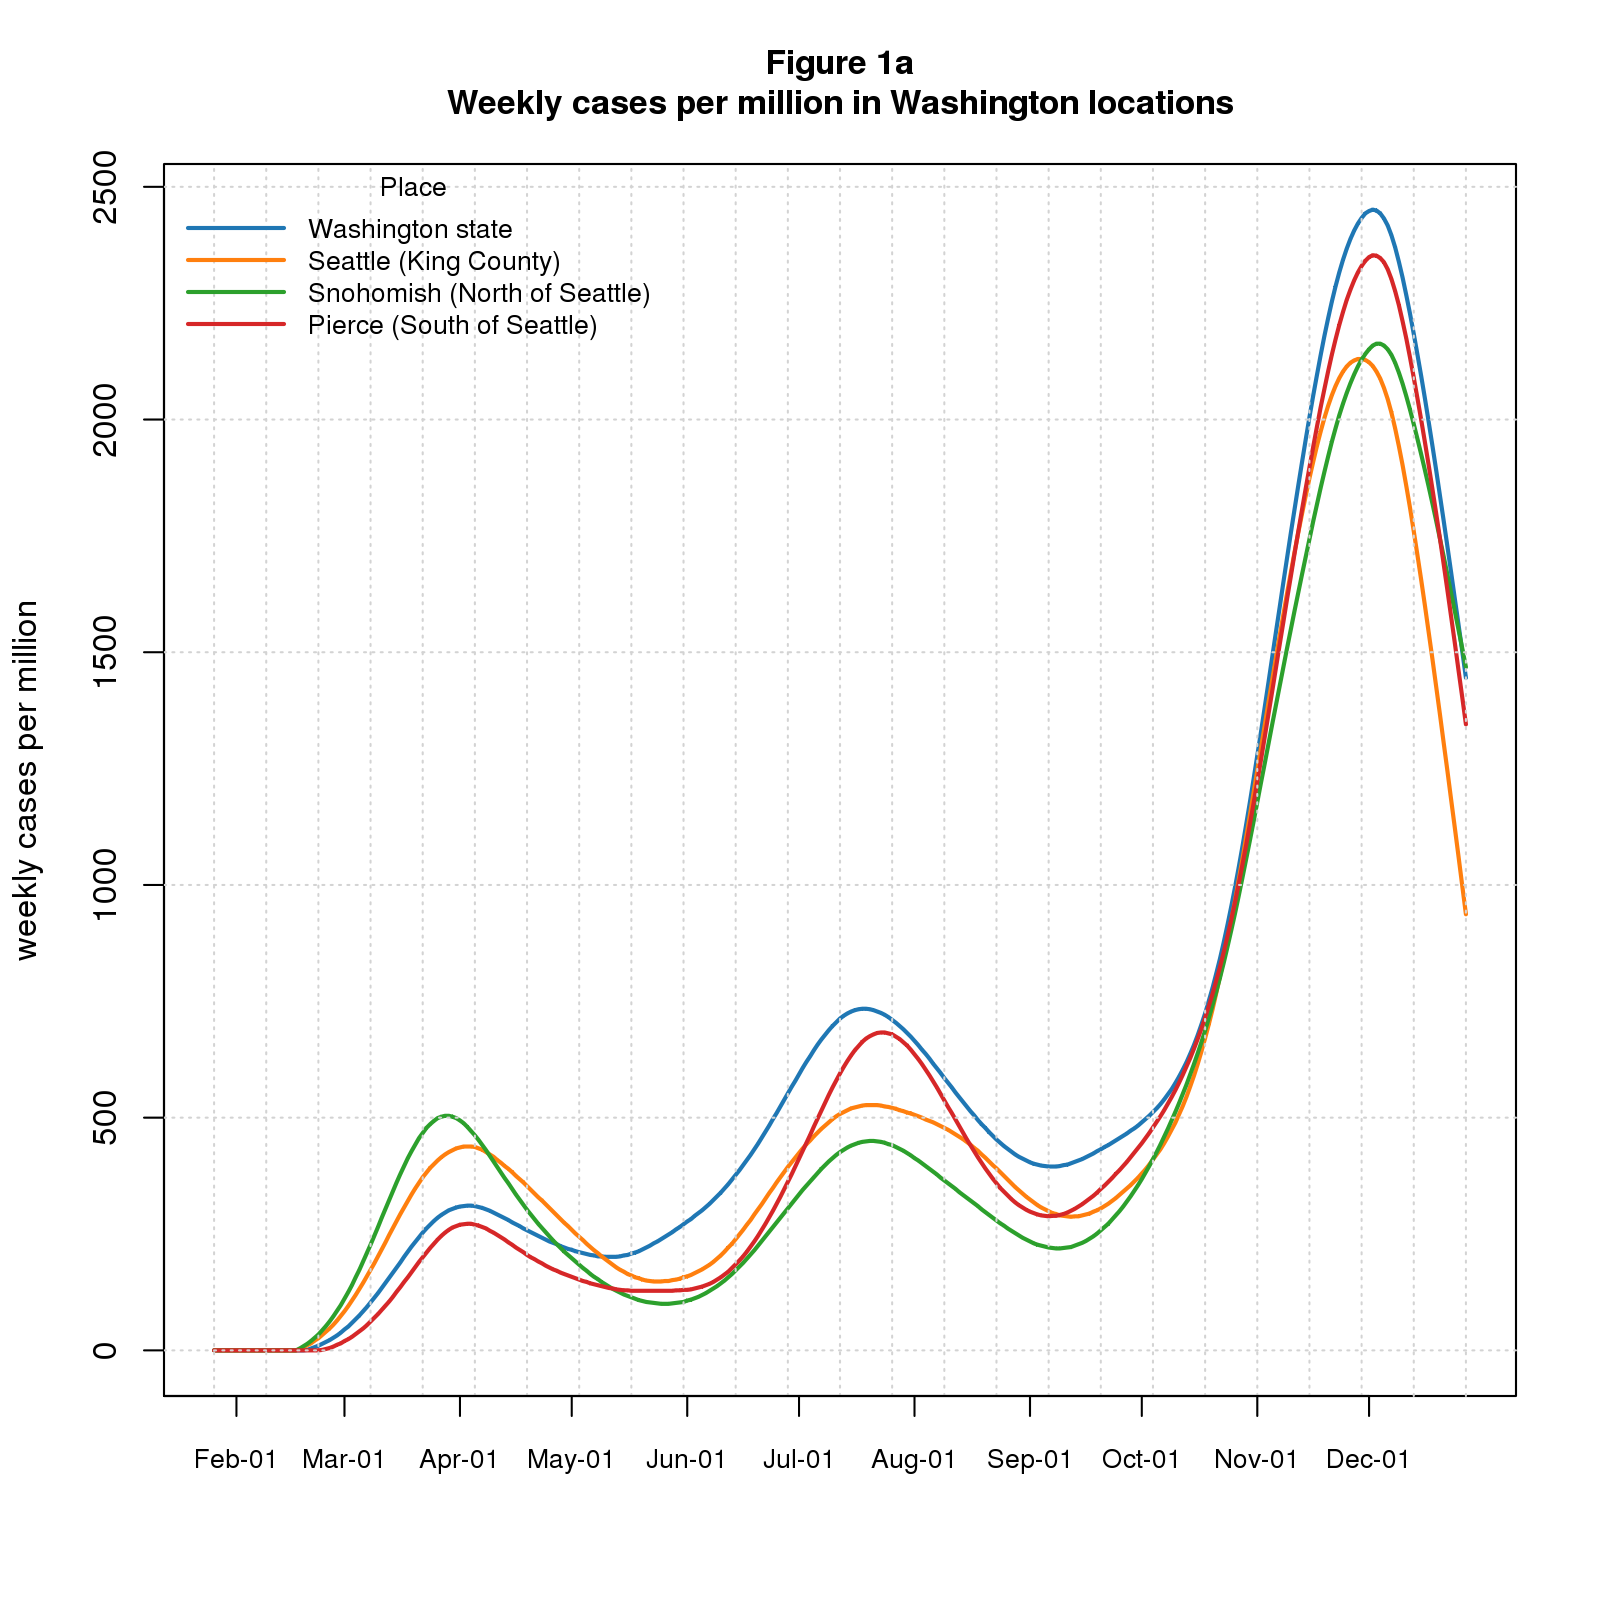 Figure 1a
Weekly cases per million in Washington locations
Place
Washington state
Seattle (King County)
Snohomish (North of Seattle)
Pierce (South of Seattle)
weekly cases per million
2500
2000
1500
1000
500
0
Feb-01 Mar-01 Apr-01 May-01 Jun-01 Jul-01 Aug-01 Sep-01 Oct-01 Nov-01 Dec-01